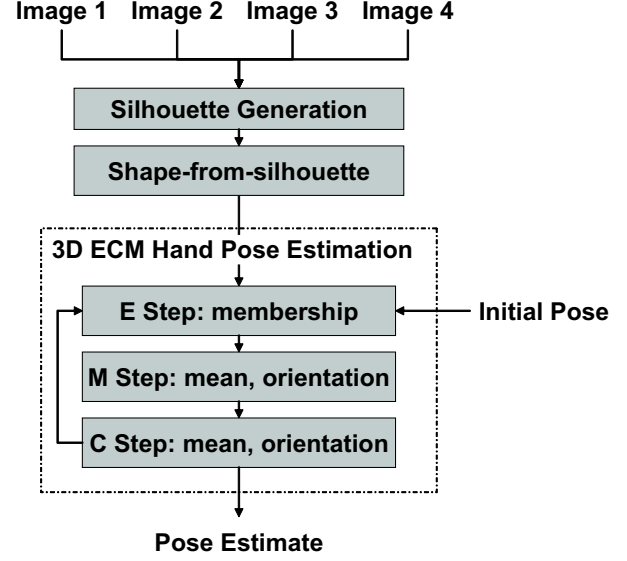 Image 1 Image 2 Image 3 Image 4
Silhouette Generation
Shape-from-silhouette
3D ECM Hand Pose Estimation
E Step: membership
Initial Pose
M Step: mean, orientation
C Step: mean, orientation
Pose Estimate